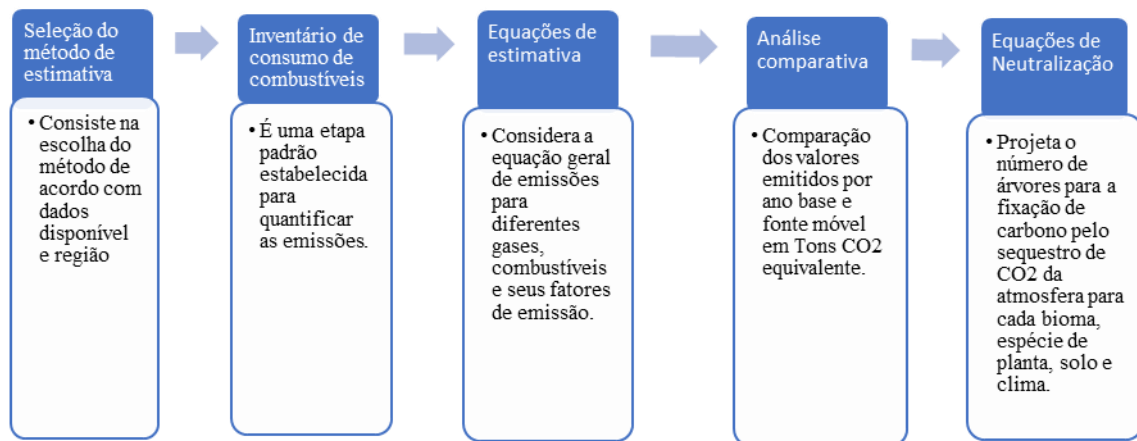 Seleção do
método de
estimativa
• Consiste na
escolha do
método de
acordo com
dados
disponível
e região
Inventário de
consumo de
combustíveis
• É uma etapa
padrão
estabelecida
para
quantificar
as emissões.
Equações de
estimativa
• Considera a
equação geral
de emissões
para
diferentes
gases,
combustíveis
e seus fatores
de emissão.
Análise
comparativa
• Comparação
dos valores
emitidos por
ano base e
fonte móvel
em Tons CO2
equivalente.
Equações de
Neutralização
• Projeta o
número de
árvores para a
fixação de
carbono pelo
sequestro de
CO2 da
atmosfera para
cada bioma,
espécie de
planta, solo e
clima.